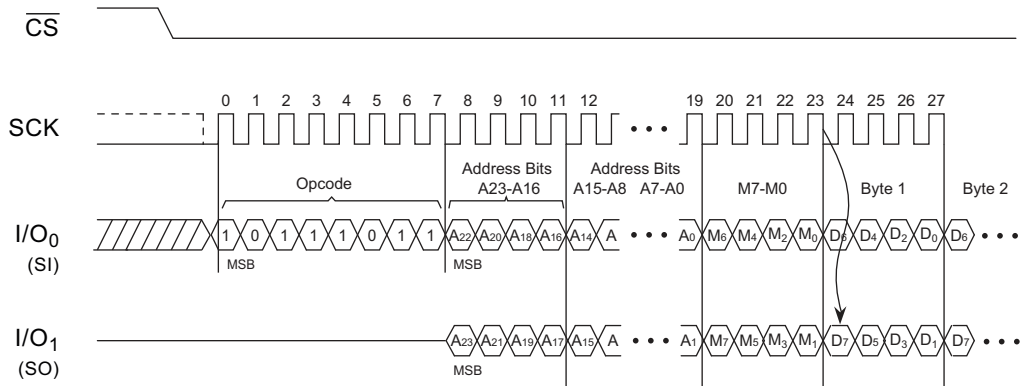 CS
0 1 2 3 4 5 6 7 8 9 10 11 12 19 20 21 22 23 24 25 26 27
SCK
Opcode
Address Bits
A23-A16
Address Bits
A15-A8 A7-A0
M7-M0
Byte 1
Byte 2
I/O0
(SI)
1 0 1 1 1 0 1 1 A22 A20 A18 A16 A14 A A0 M6 M4 M2 M0 D6 D4 D2 D0 D6
MSB
MSB
I/O1
(SO)
A23 A21 A19 A17 A15 A A1 M7 M5 M3 M1 D7 D5 D3 D1 D7
MSB